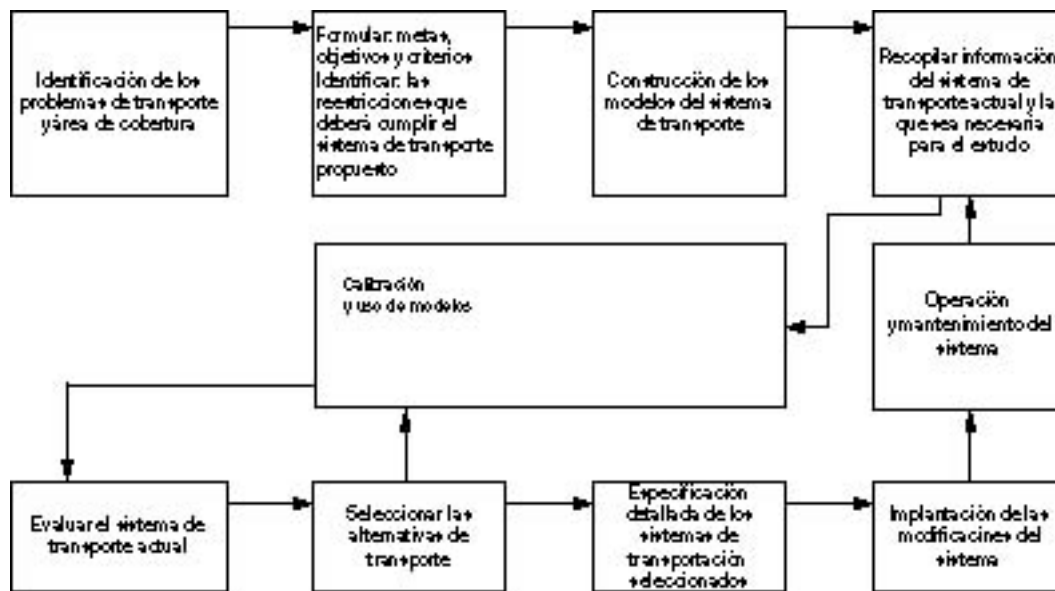 Identificación de los
problemas de transporte
y área de cobertura
Formular: metas,
objetivos y criterios
Identificar: las
reestricciones que
deberá cumplir el
sistema de transporte
propuesto
Construcción de los
modelos del sistema
de transporte
Recopilar información
del sistema de
transporte actual y la
que sea necesaria
para el estudio
Calibración
y uso de modelos
Operación
y mantenimiento del
sistema
Evaluar el sistema de
transporte actual
Seleccionar las
alternativas de
transporte
Especificación
detallada de los
sistemas de
transportación
seleccionados
Implantación de las
modificacines del
sistema